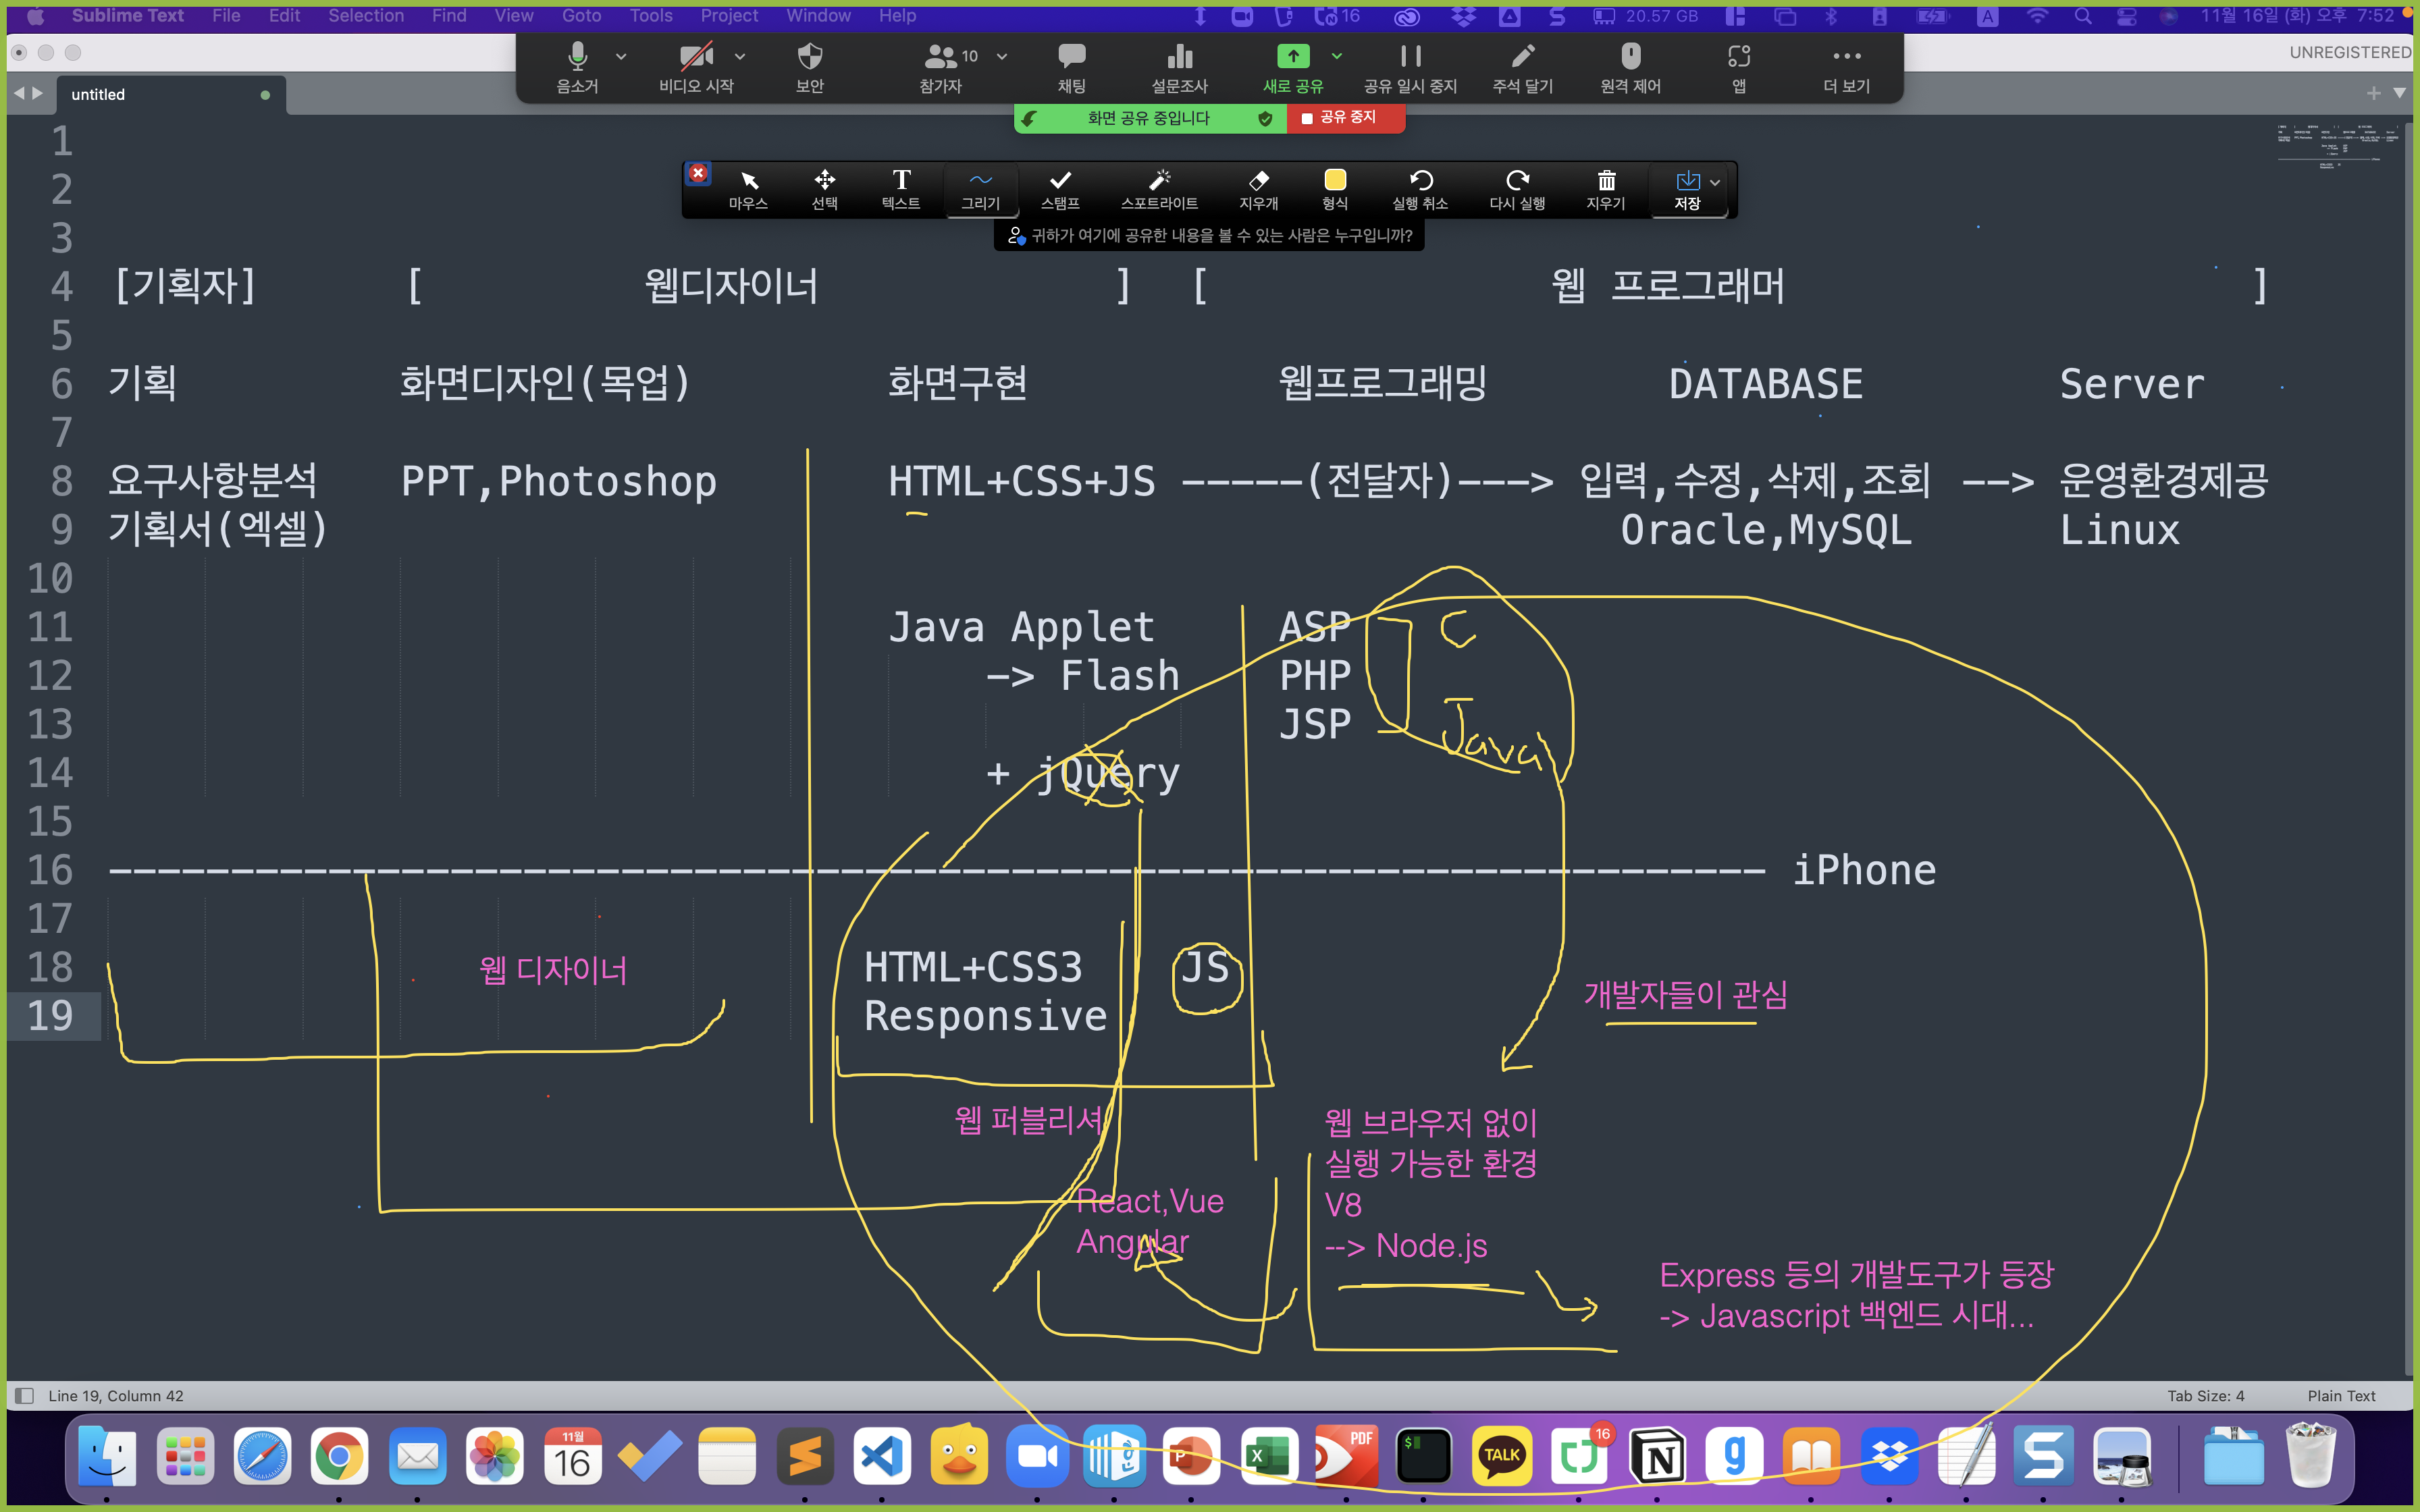 Sublime Text File Edit Selection Find View Goto Tools Project Window Help 16 20.57 GB A 11월 16일 (화) 오후 7:52
UNREGISTERED
음소거 비디오 시작 보안 참가자 10 채팅 설문조사 새로 공유 공유 일시 중지 주석 달기 원격 제어 앱 더 보기
untitled
화면 공유 중입니다 공유 중지
마우스 선택 텍스트 그리기 스탬프 스포트라이트 지우개 형식 실행 취소 다시 실행 지우기 저장
귀하가 여기에 공유한 내용을 볼 수 있는 사람은 누구입니까?
1
2
3
4 [기획자] [ 웹디자이너 ] [ 웹 프로그래머 ]
5
6 기획 화면디자인(목업) 화면구현 웹프로그래밍 DATABASE Server
7
8 요구사항분석 PPT,Photoshop HTML+CSS+JS -----(전달자)---> 입력,수정,삭제,조회 --> 운영환경제공
9 기획서(엑셀) Oracle,MySQL Linux
10
11 Java Applet ASP C
12 -> Flash PHP
13 JSP Java
14 + jQuery
15
16 -------------------------------------------------------------------- iPhone
17
18 웹 디자이너 HTML+CSS3 JS
19 Responsive 개발자들이 관심
웹 퍼블리셔 웹 브라우저 없이
실행 가능한 환경
React,Vue V8
Angular --> Node.js
Express 등의 개발도구가 등장
-> Javascript 백엔드 시대...
Line 19, Column 42 Tab Size: 4 Plain Text
11월
16
PDF
TALK
16